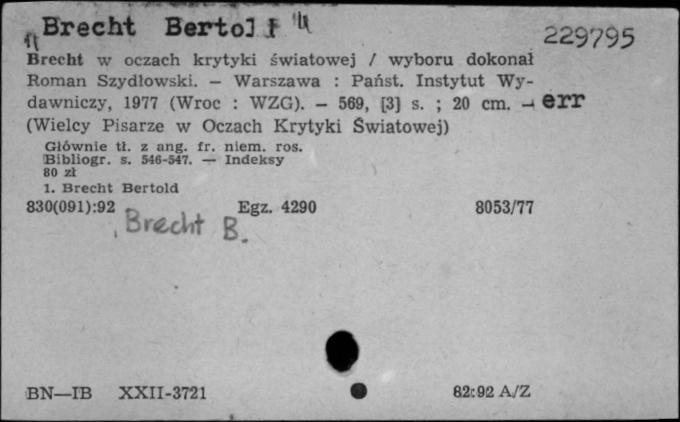 " Brecht Bertolt "
229795
Brecht w oczach krytyki światowej / wyboru dokonał
Roman Szydłowski. — Warszawa : Państ. Instytut Wy-
dawniczy, 1977 (Wroc : WZG). — 569, [3] s. ; 20 cm. — err
(Wielcy Pisarze w Oczach Krytyki Światowej)
Głównie tł. z ang. fr. niem. ros.
Bibliogr. s. 546-547. — Indeksy
80 zł
1. Brecht Bertold
830(091):92 Egz. 4290 8053/77
Brecht B.
BN—IB XXII-3721 82:92 A/Z